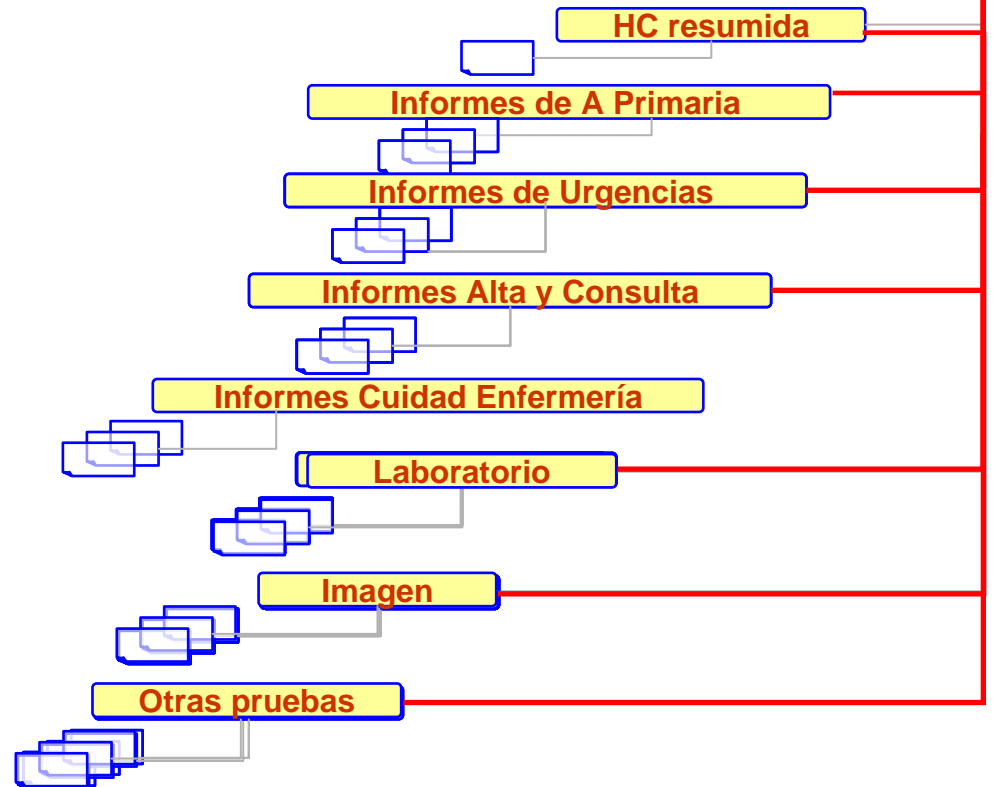 HC resumida
Informes de A Primaria
Informes de Urgencias
Informes Alta y Consulta
Informes Cuidad Enfermería
Laboratorio
Imagen
Otras pruebas